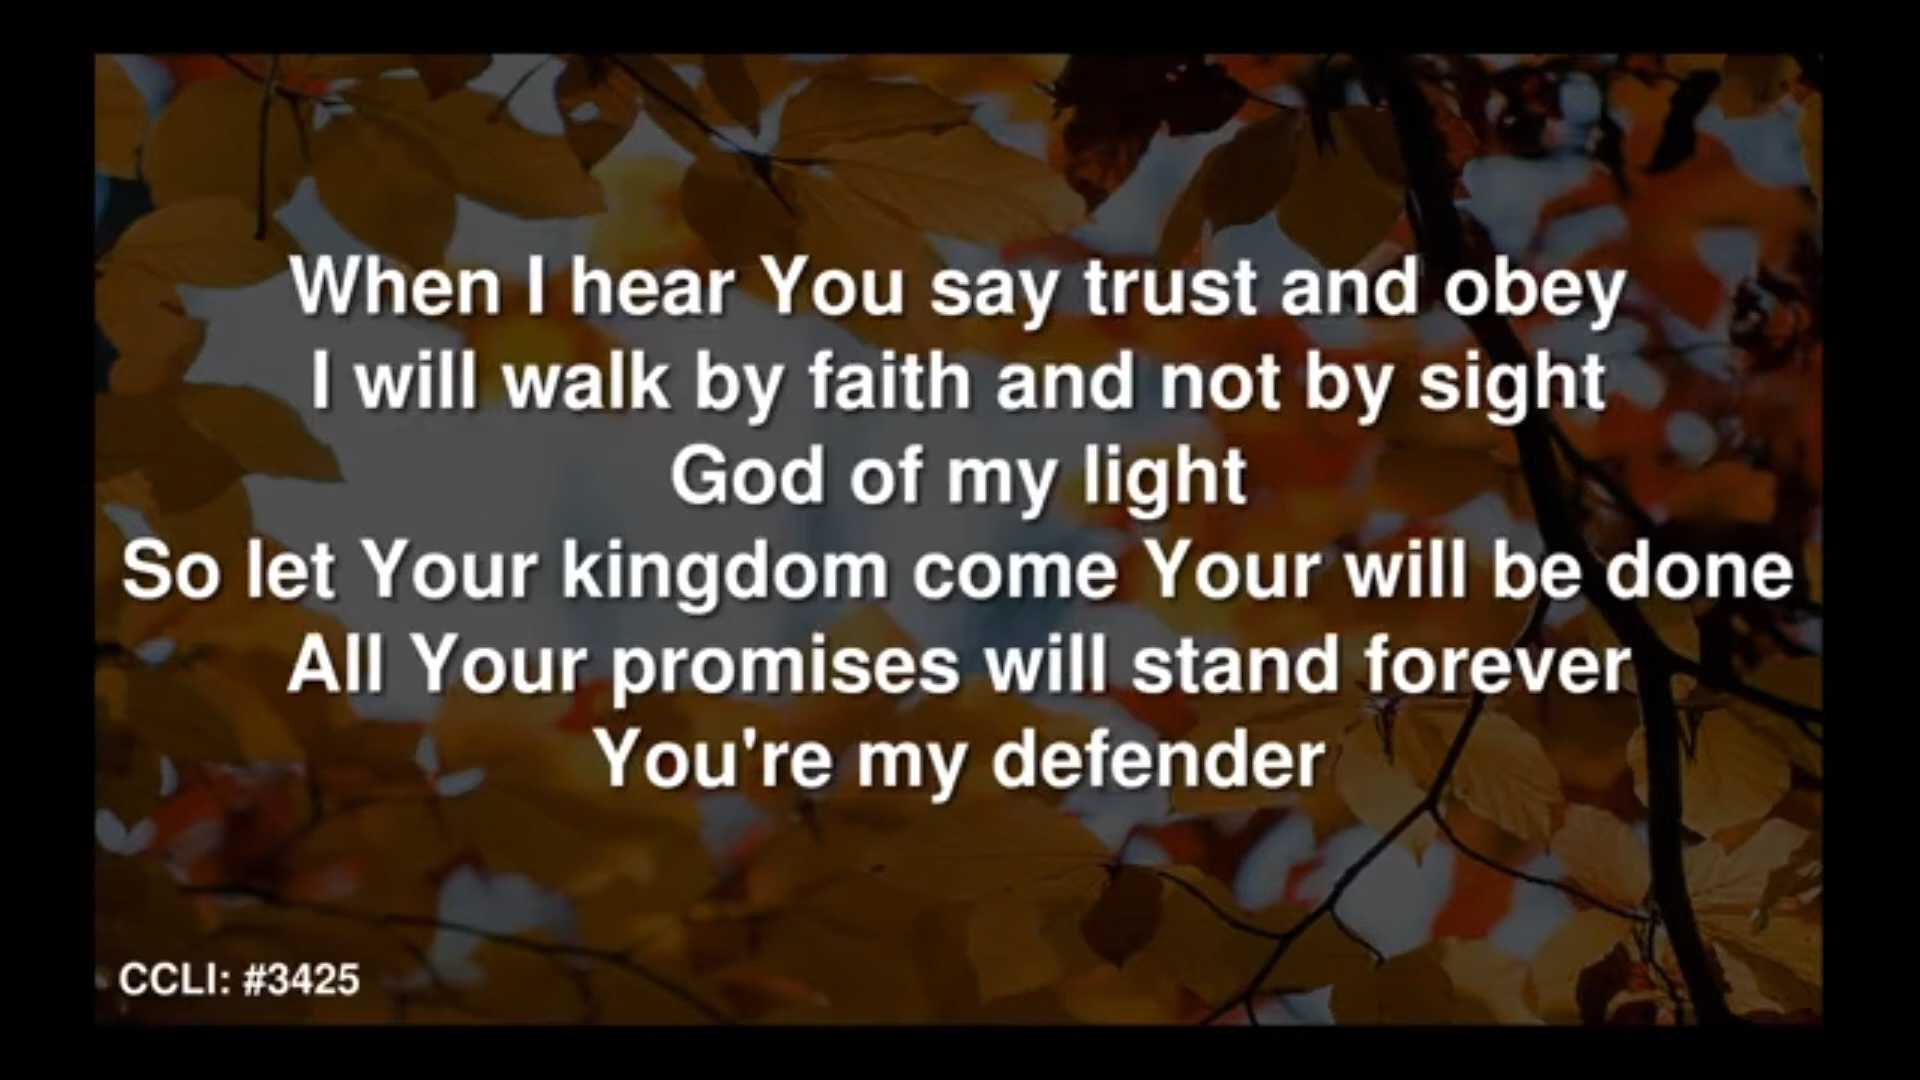 When I hear You say trust and obey
I will walk by faith and not by sight
God of my light
So let Your kingdom come Your will be done
All Your promises will stand forever
You're my defender
CCLI: #3425